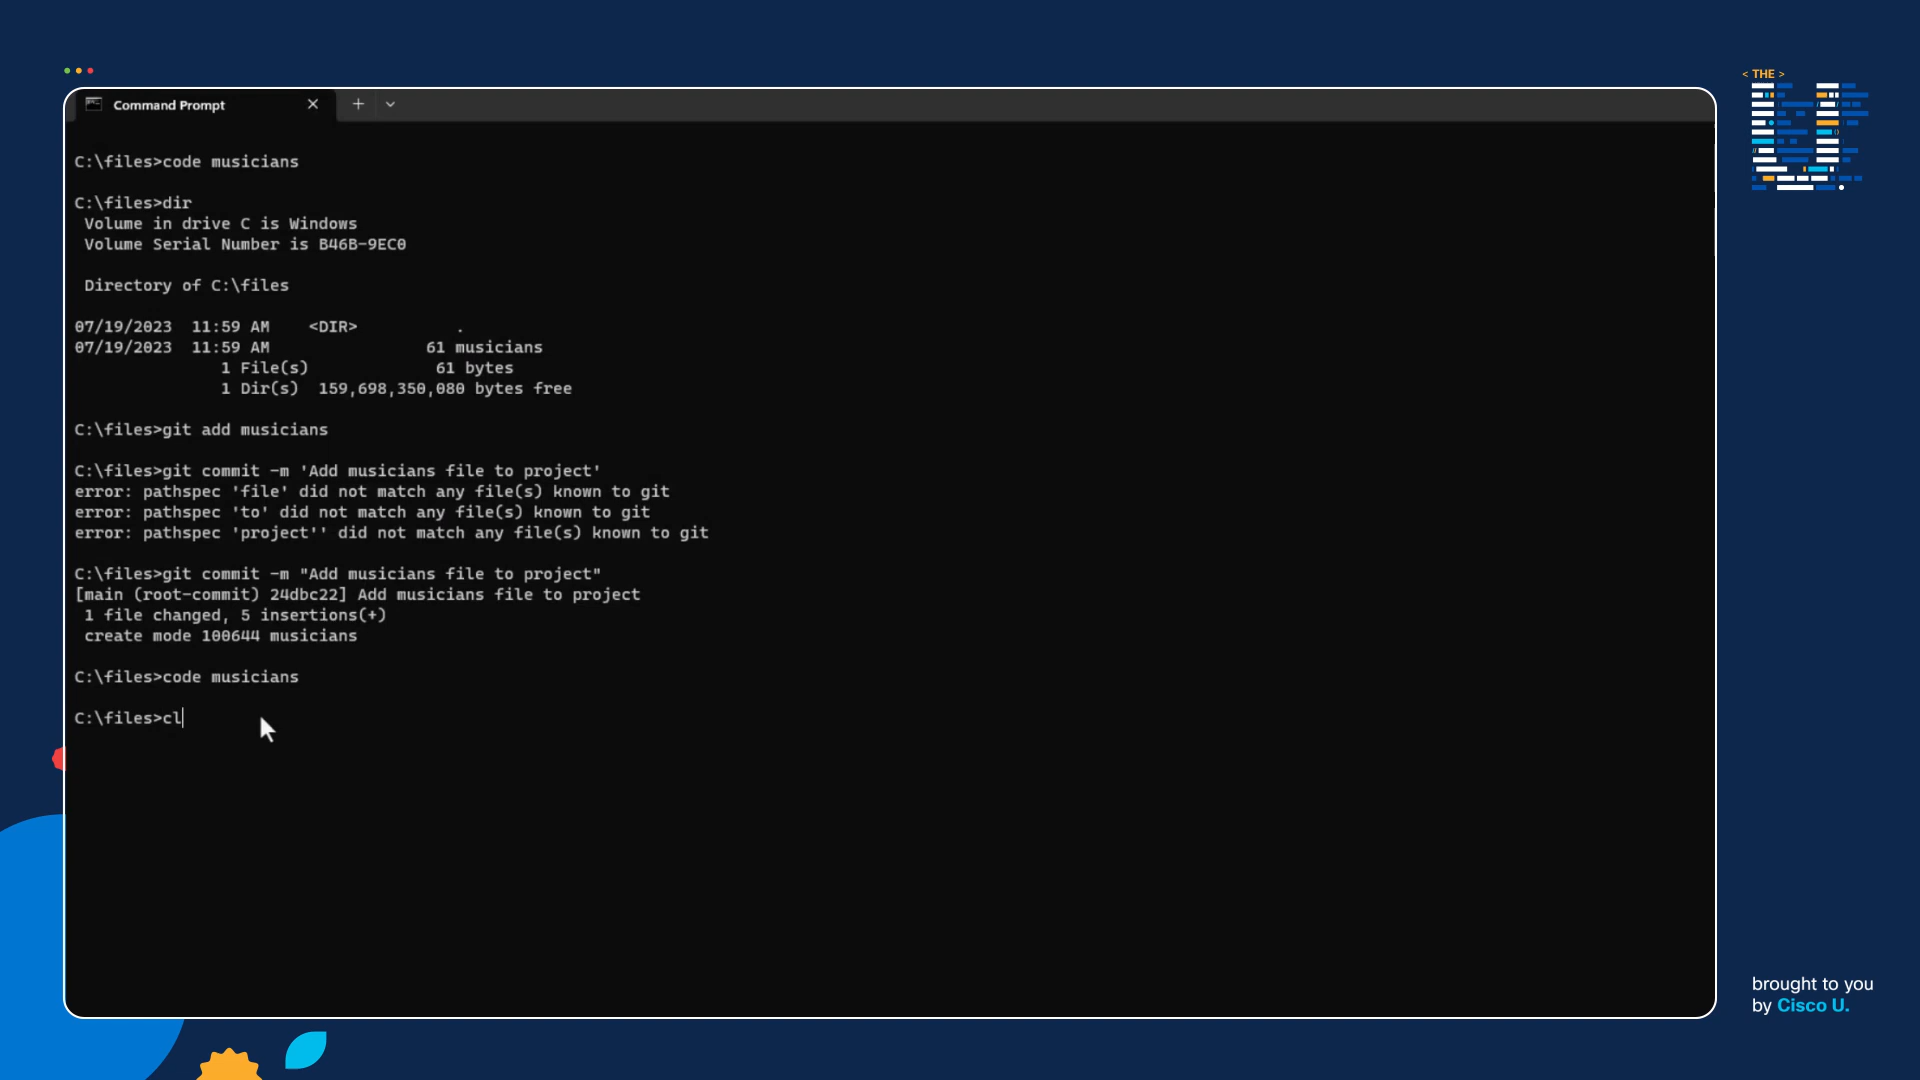 < THE >
Command Prompt
C:\files>code musicians
C:\files>dir
Volume in drive C is Windows
Volume Serial Number is B46B-9EC0
Directory of C:\files
07/19/2023  11:59 AM    <DIR>          .
07/19/2023  11:59 AM                61 musicians
1 File(s)             61 bytes
1 Dir(s)  159,698,350,080 bytes free
C:\files>git add musicians
C:\files>git commit -m 'Add musicians file to project'
error: pathspec 'file' did not match any file(s) known to git
error: pathspec 'to' did not match any file(s) known to git
error: pathspec 'project'' did not match any file(s) known to git
C:\files>git commit -m "Add musicians file to project"
[main (root-commit) 24dbc22] Add musicians file to project
1 file changed, 5 insertions(+)
create mode 100644 musicians
C:\files>code musicians
C:\files>cl
brought to you
by Cisco U.